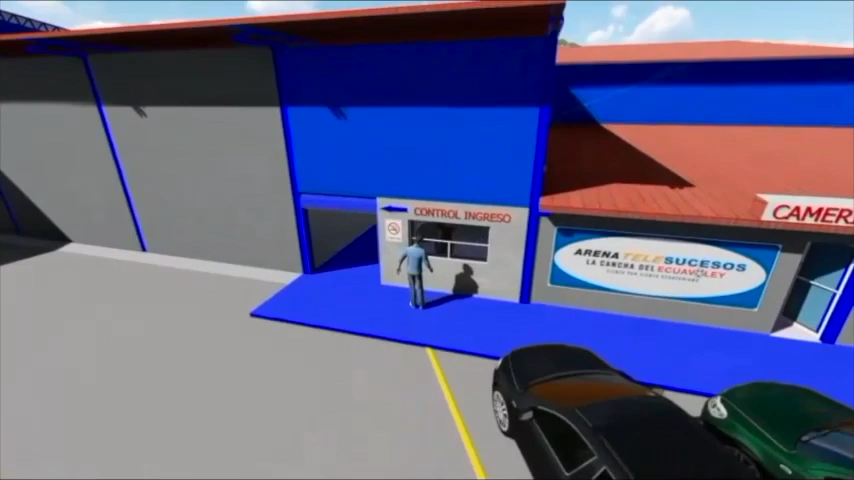 CONTROL INGRESO
ARENA TELESUCESOS
LA CANCHA DEL ECUAVOLEY
CAMER